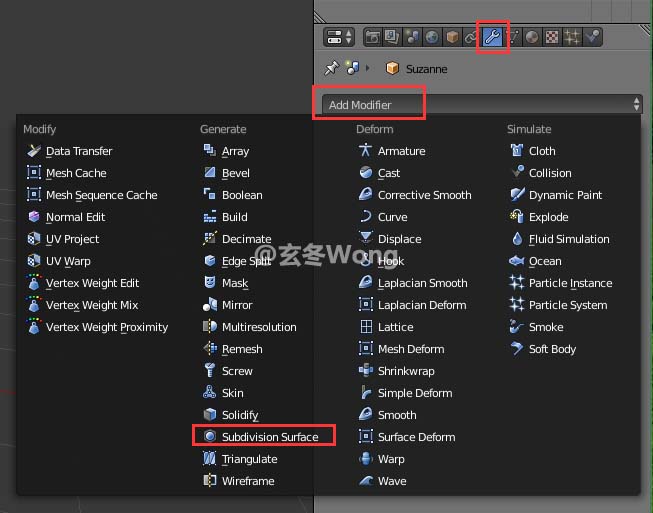 Suzanne
Add Modifier
Modify
Data Transfer
Mesh Cache
Mesh Sequence Cache
Normal Edit
UV Project
UV Warp
Vertex Weight Edit
Vertex Weight Mix
Vertex Weight Proximity
Generate
Array
Bevel
Boolean
Build
Decimate
Edge Split
Mask
Mirror
Multiresolution
Remesh
Screw
Skin
Solidify
Subdivision Surface
Triangulate
Wireframe
Deform
Armature
Cast
Corrective Smooth
Curve
Displace
Hook
Laplacian Smooth
Laplacian Deform
Lattice
Mesh Deform
Shrinkwrap
Simple Deform
Smooth
Surface Deform
Warp
Wave
Simulate
Cloth
Collision
Dynamic Paint
Explode
Fluid Simulation
Ocean
Particle Instance
Particle System
Smoke
Soft Body
@玄冬Wong